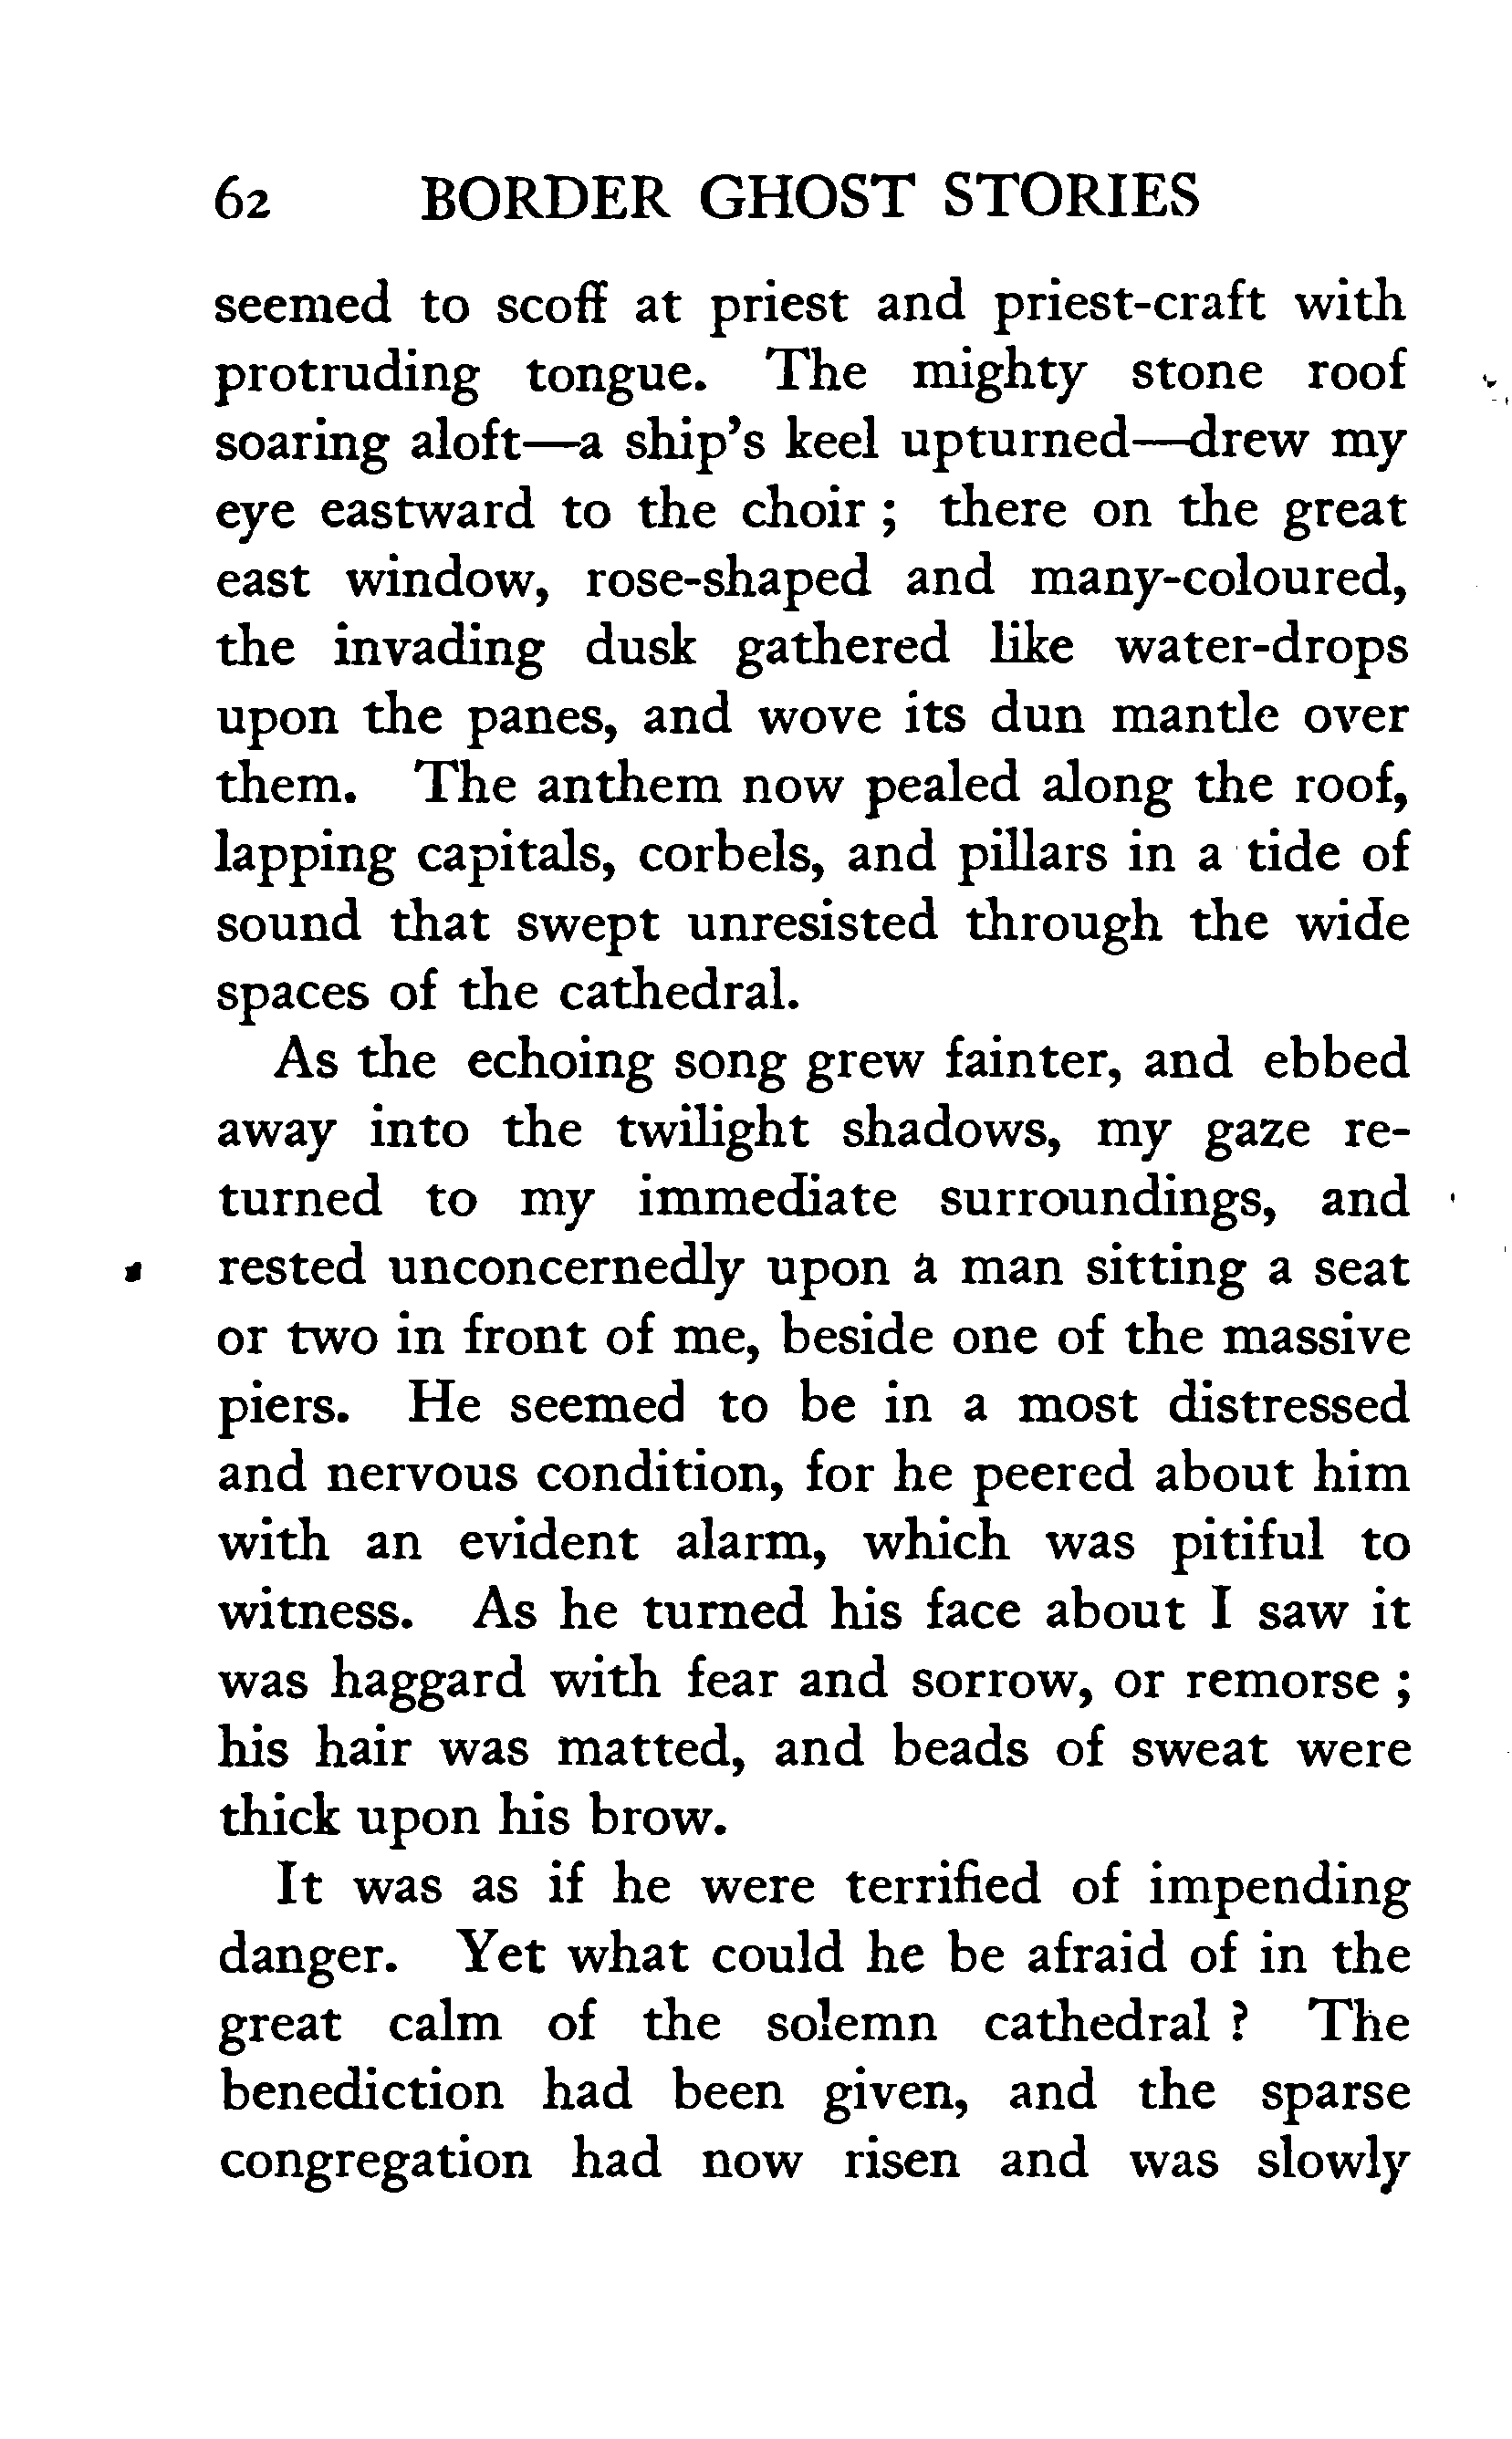 62 BORDER GHOST STORIES
seemed to scoff at priest and priest-craft with
protruding tongue. The mighty stone roof
soaring aloft—a ship's keel upturned—drew my
eye eastward to the choir ; there on the great
east window, rose-shaped and many-coloured,
the invading dusk gathered like water-drops
upon the panes, and wove its dun mantle over
them. The anthem now pealed along the roof,
lapping capitals, corbels, and pillars in a tide of
sound that swept unresisted through the wide
spaces of the cathedral.
As the echoing song grew fainter, and ebbed
away into the twilight shadows, my gaze re-
turned to my immediate surroundings, and
rested unconcernedly upon a man sitting a seat
or two in front of me, beside one of the massive
piers. He seemed to be in a most distressed
and nervous condition, for he peered about him
with an evident alarm, which was pitiful to
witness. As he turned his face about I saw it
was haggard with fear and sorrow, or remorse ;
his hair was matted, and beads of sweat were
thick upon his brow.
It was as if he were terrified of impending
danger. Yet what could he be afraid of in the
great calm of the solemn cathedral ? The
benediction had been given, and the sparse
congregation had now risen and was slowly